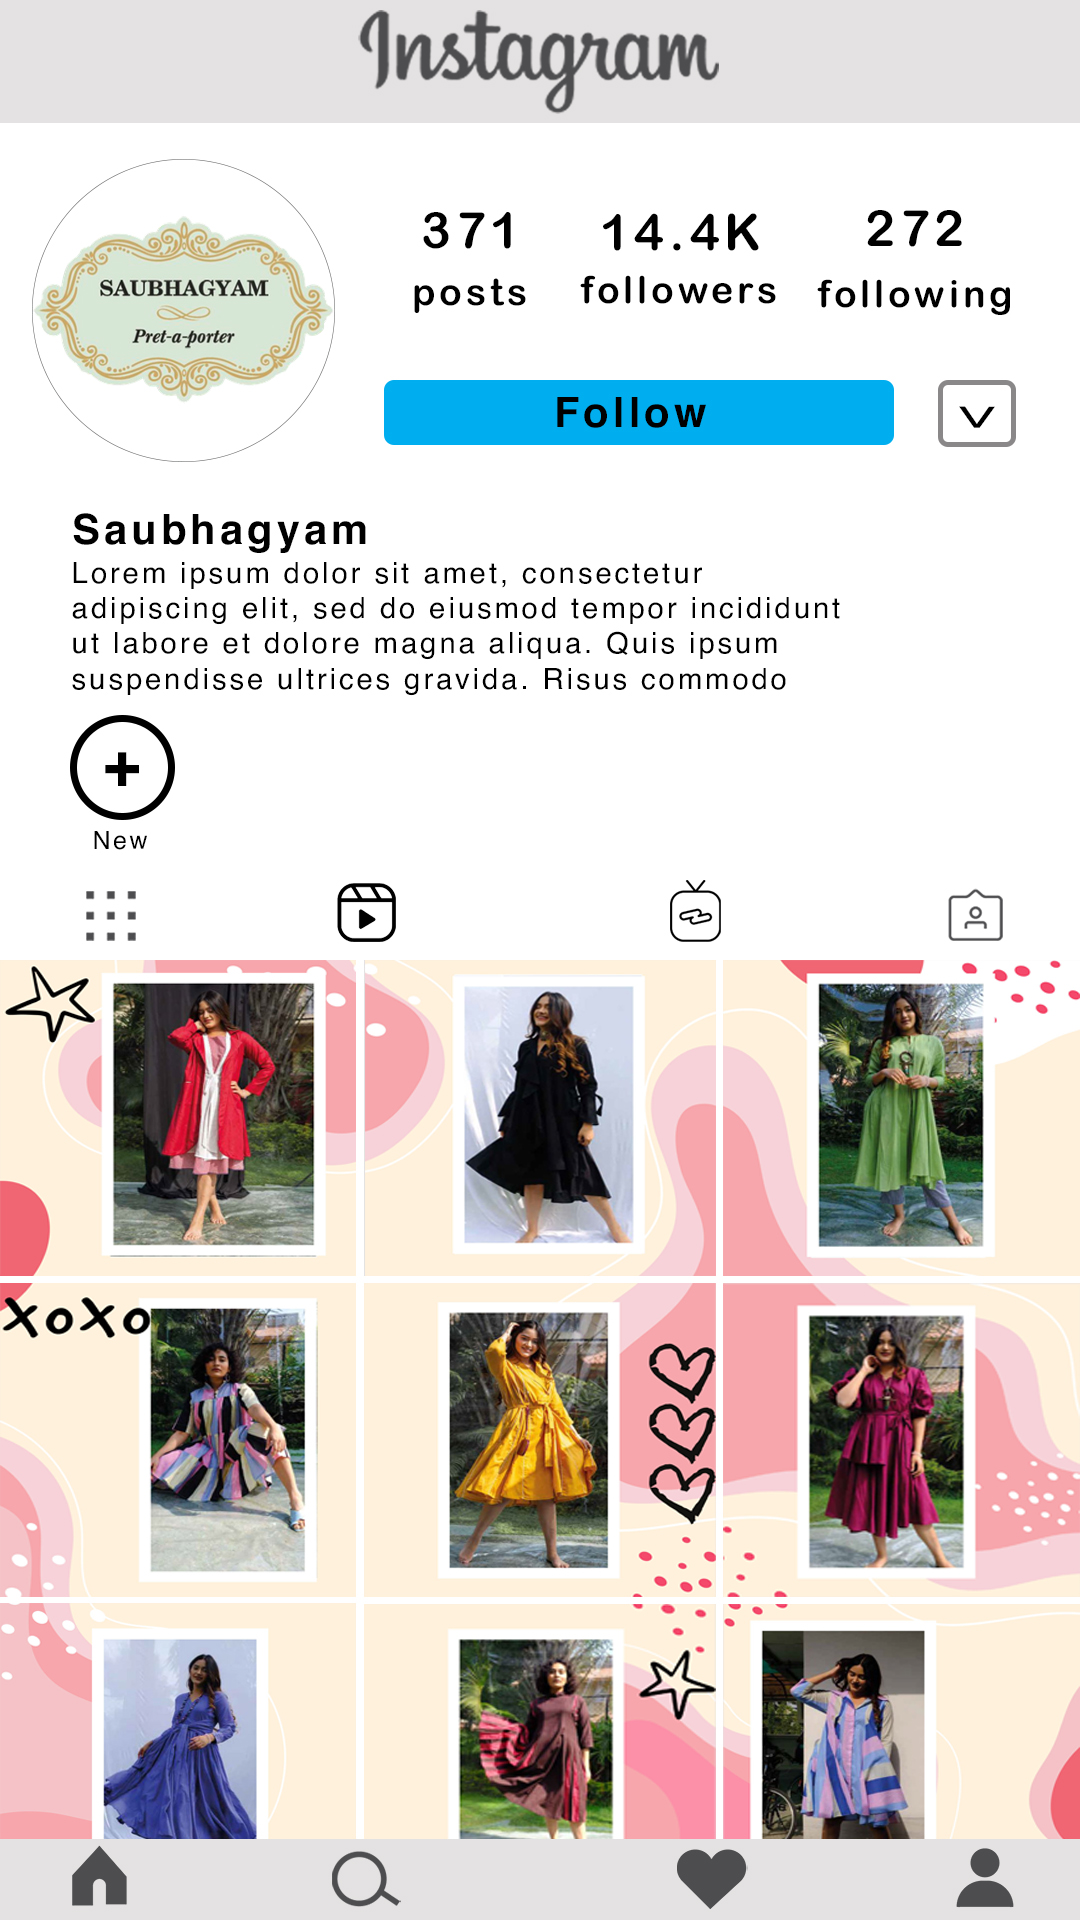 Instagram
SAUBHAGYAM
Pret-a-porter
371 14.4K 272
posts followers following
Follow
Saubhagyam
Lorem ipsum dolor sit amet, consectetur
adipiscing elit, sed do eiusmod tempor incididunt
ut labore et dolore magna aliqua. Quis ipsum
suspendisse ultrices gravida. Risus commodo
New
xoxo